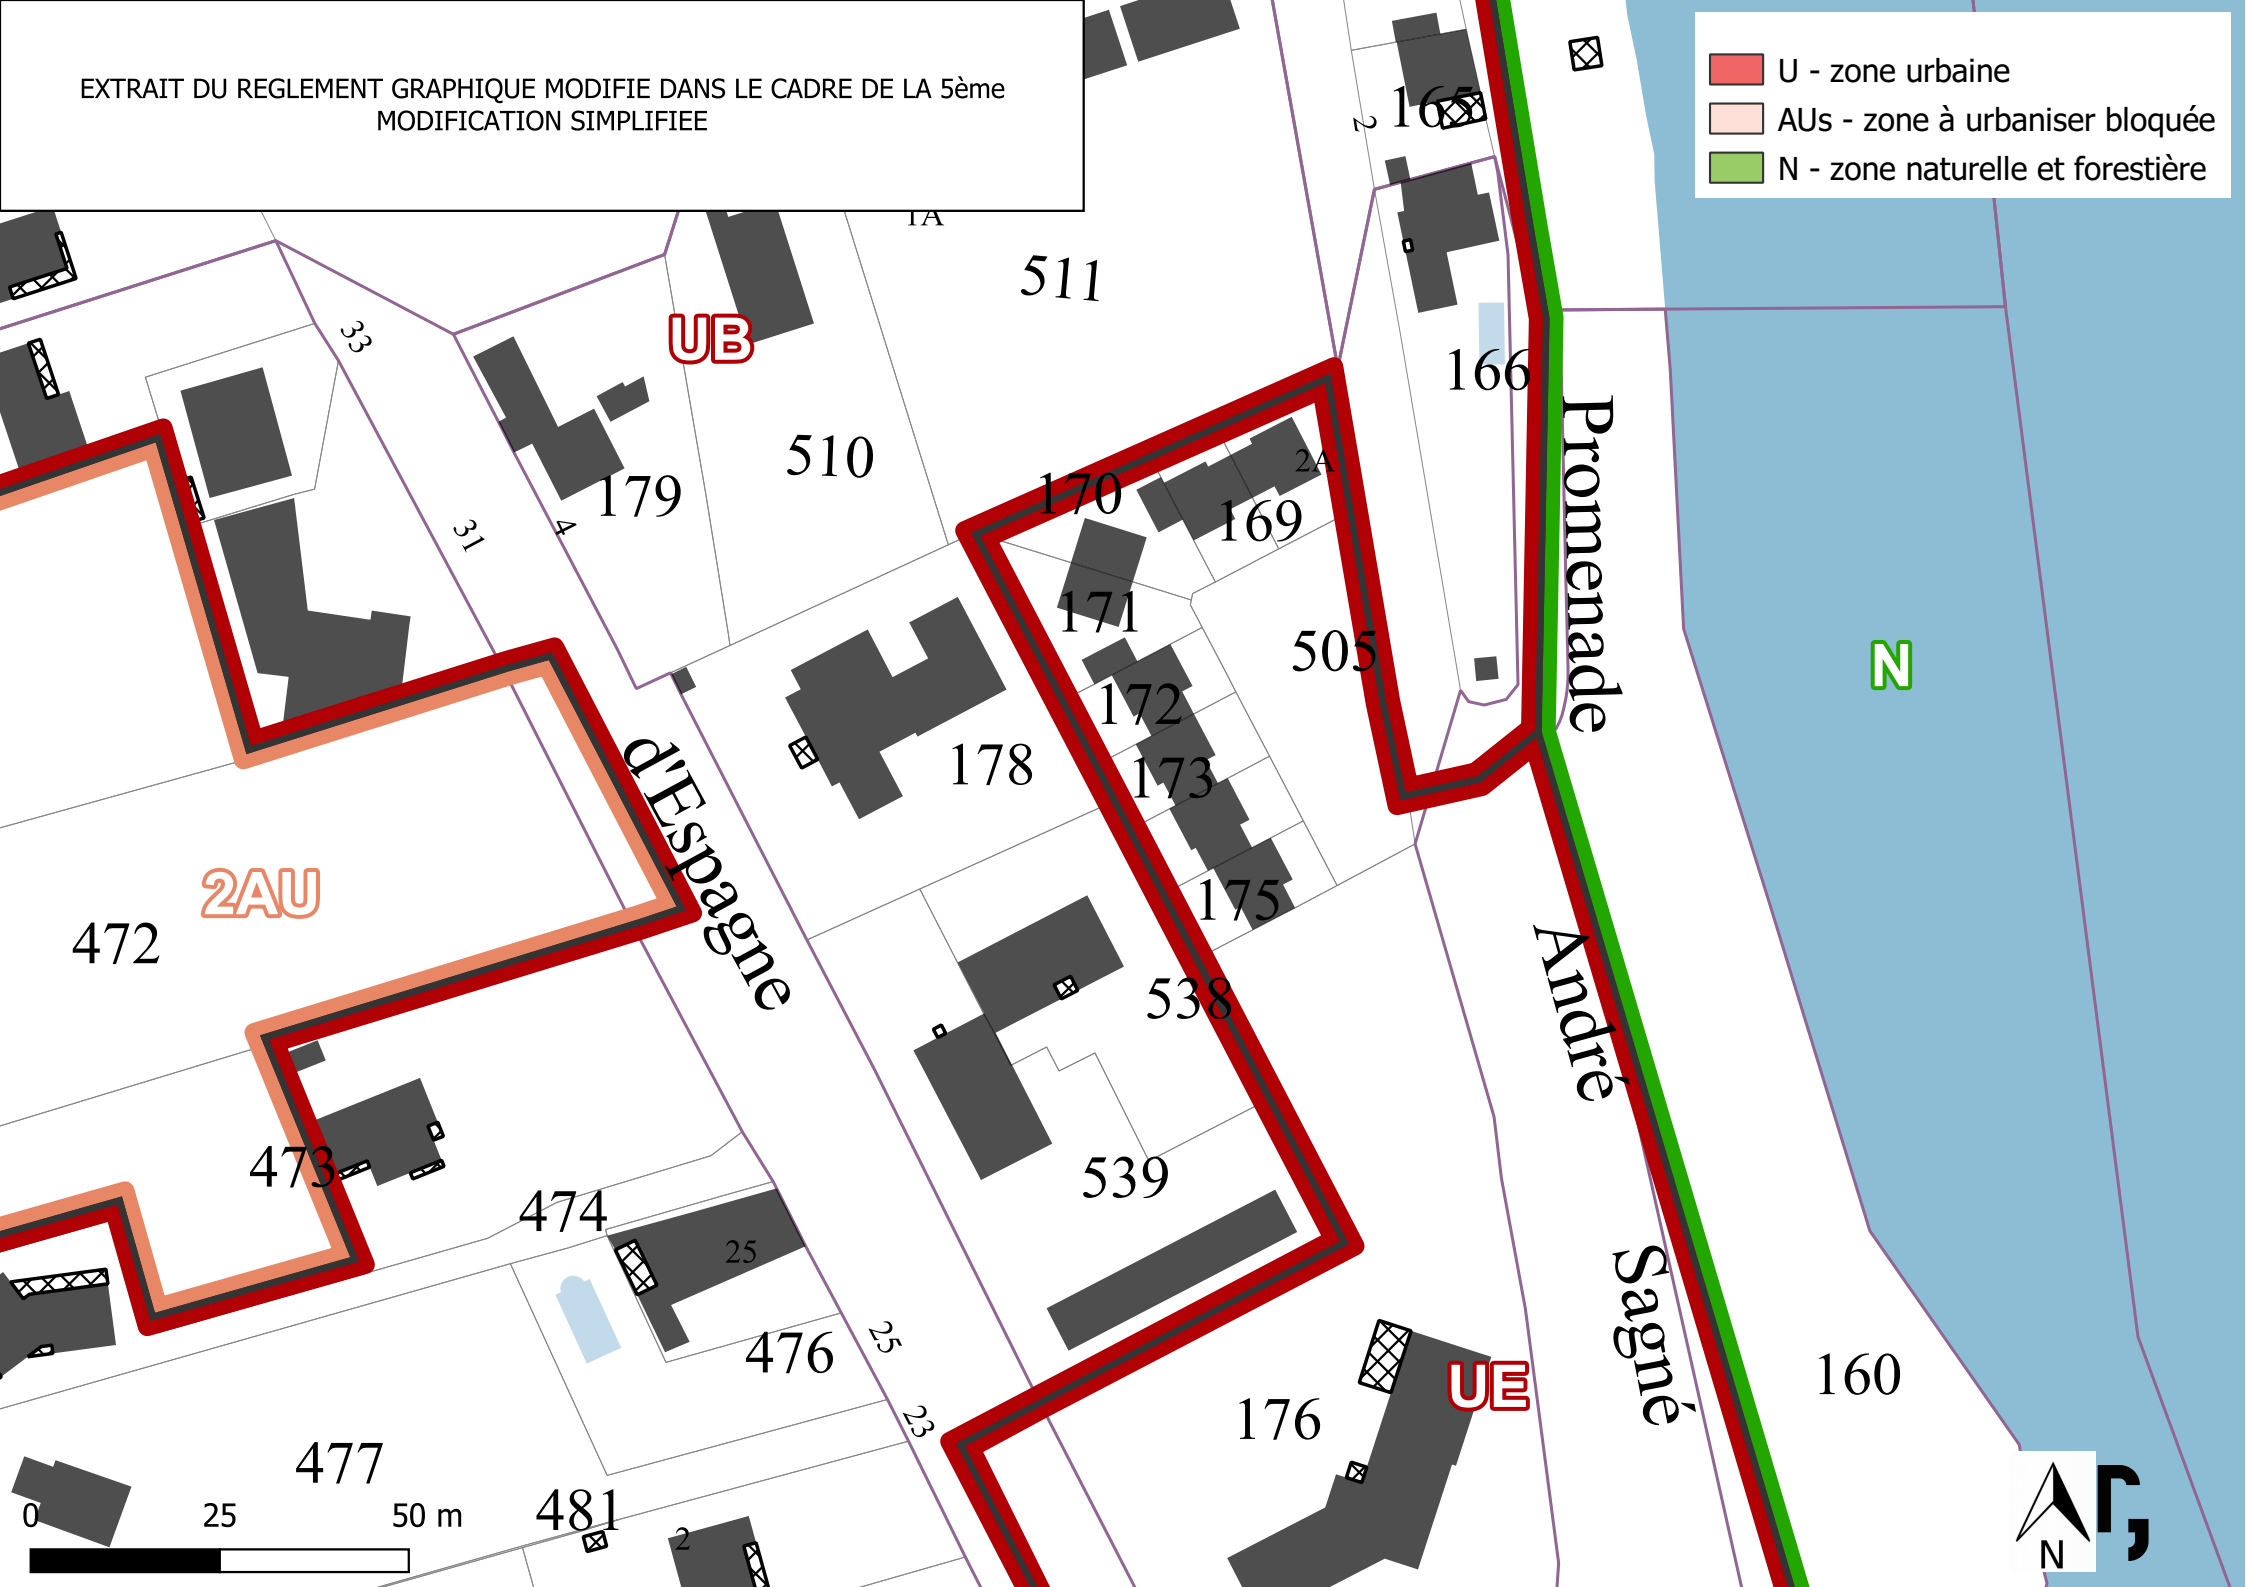 EXTRAIT DU REGLEMENT GRAPHIQUE MODIFIE DANS LE CADRE DE LA 5ème
MODIFICATION SIMPLIFIEE
U - zone urbaine
AUs - zone à urbaniser bloquée
N - zone naturelle et forestière
165
2
1A
511
33
UB
166
510
179
170
2A
169
31
4
171
505
Promenade
N
172
178
173
d'Espagne
2AU
472
175
André
538
473
539
474
25
Sagné
476
25
UE
160
176
23
477
481
2
0 25 50 m
N